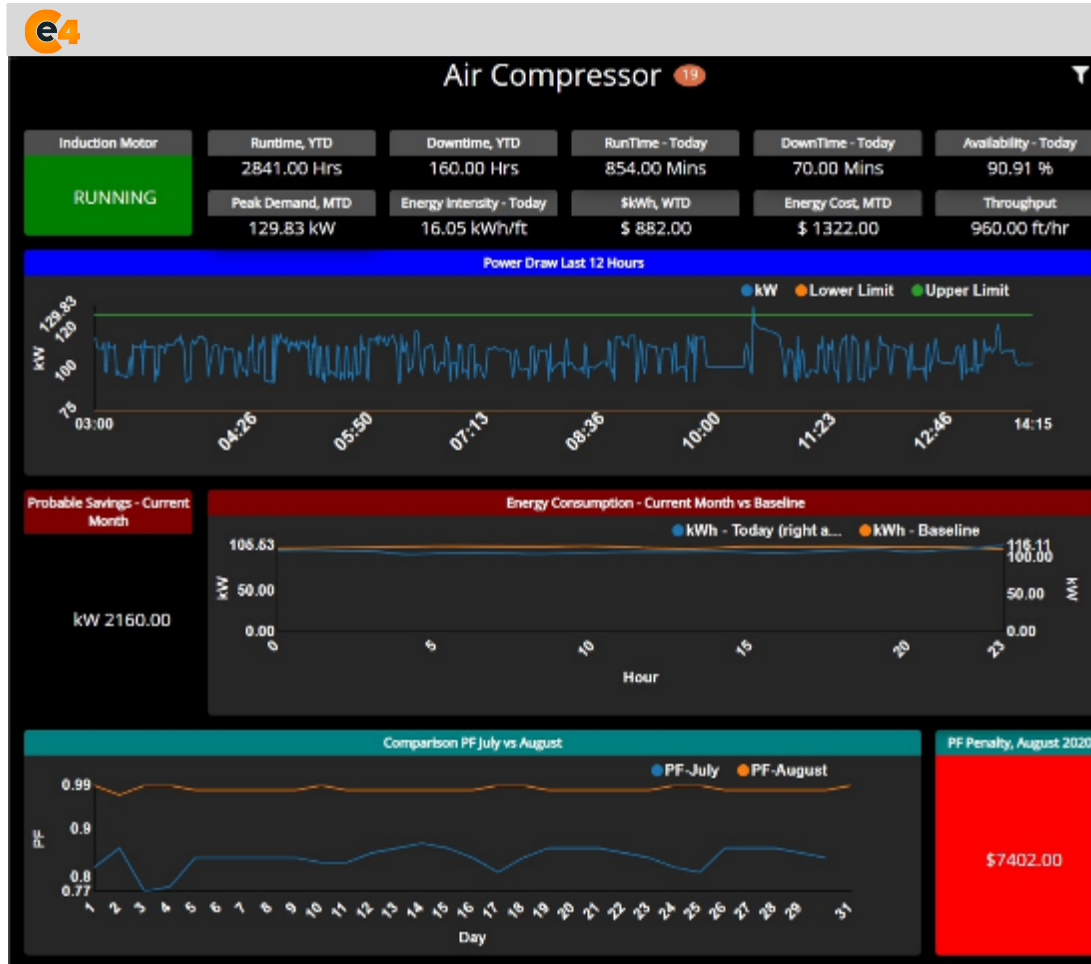 e4
Air Compressor 19
Induction Motor
RUNNING
Runtime, YTD
2841.00 Hrs
Downtime, YTD
160.00 Hrs
RunTime - Today
854.00 Mins
DownTime - Today
70.00 Mins
Availability - Today
90.91 %
Peak Demand, MTD
129.83 kW
Energy Intensity - Today
16.05 kWh/ft
$kWh, WTD
$ 882.00
Energy Cost, MTD
$ 1322.00
Throughput
960.00 ft/hr
Power Draw Last 12 Hours
kW Lower Limit Upper Limit
129.83
120
100
75
kW
03:00 04:26 05:50 07:13 08:36 10:00 11:23 12:46 14:15
Probable Savings - Current
Month
kW 2160.00
Energy Consumption - Current Month vs Baseline
kWh - Today (right a... kWh - Baseline
50.00
0.00
kW
116.11
100.00
50.00
0.00
kW
0 5 10 15 20 23
Hour
Comparison PF July vs August
PF-July PF-August
0.99
0.9
0.8
0.77
PF
1 2 3 4 5 6 7 8 9 10 11 12 13 14 15 16 17 18 19 20 21 22 23 24 25 26 27 28 29 31
Day
PF Penalty, August 2020
$7402.00